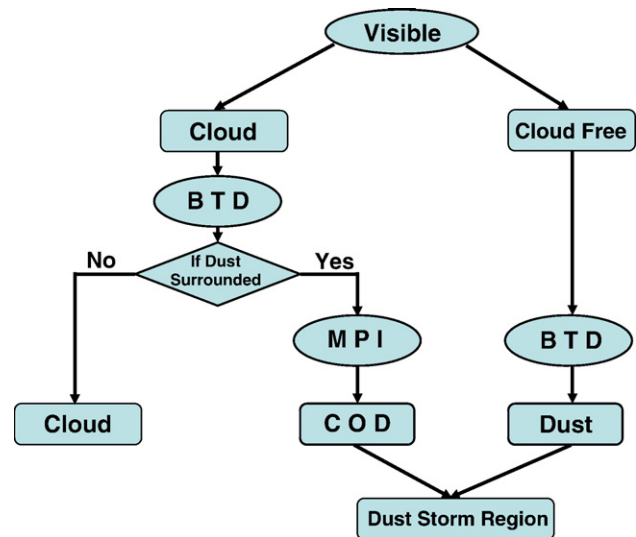 Visible
Cloud
Cloud Free
B T D
If Dust
Surrounded
No
Yes
M P I
B T D
Cloud
C O D
Dust
Dust Storm Region